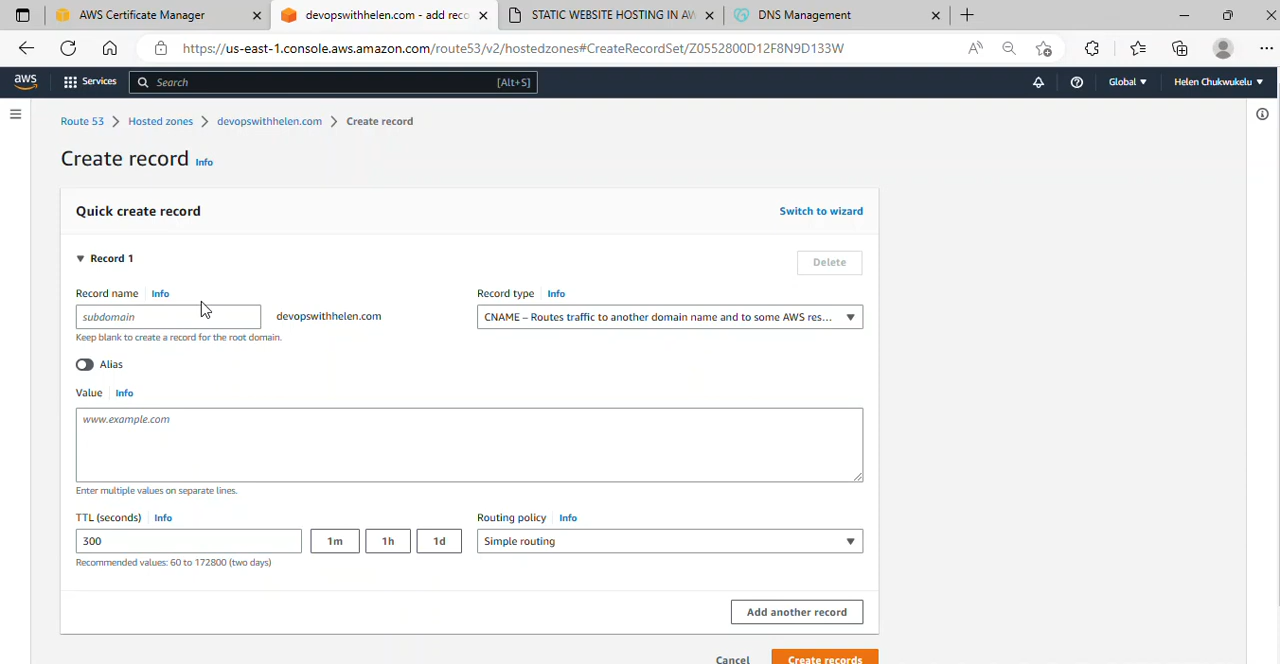 AWS Certificate Manager
devopswithhelen.com - add reco
STATIC WEBSITE HOSTING IN AW
DNS Management
https://us-east-1.console.aws.amazon.com/route53/v2/hostedzones#CreateRecordSet/Z0552800D12F8N9D133W
aws
Services
Search
[Alt+S]
Global
Helen Chukwukelu
Route 53
Hosted zones
devopswithhelen.com
Create record
Create record Info
Quick create record
Switch to wizard
Record 1
Delete
Record name Info
subdomain
devopswithhelen.com
Keep blank to create a record for the root domain.
Record type Info
CNAME – Routes traffic to another domain name and to some AWS res...
Alias
Value Info
www.example.com
Enter multiple values on separate lines.
TTL (seconds) Info
300
1m
1h
1d
Recommended values: 60 to 172800 (two days)
Routing policy Info
Simple routing
Add another record
Cancel
Create records